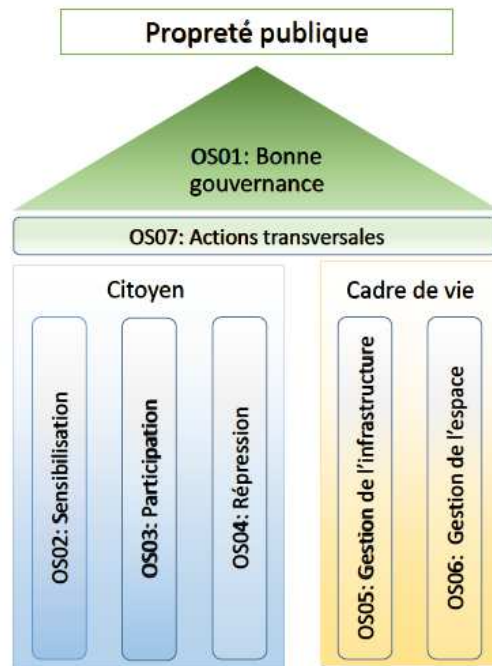 Propreté publique
OS01: Bonne
gouvernance
OS07: Actions transversales
Citoyen
OS02: Sensibilisation
OS03: Participation
OS04: Répression
Cadre de vie
OS05: Gestion de l'infrastructure
OS06: Gestion de l'espace